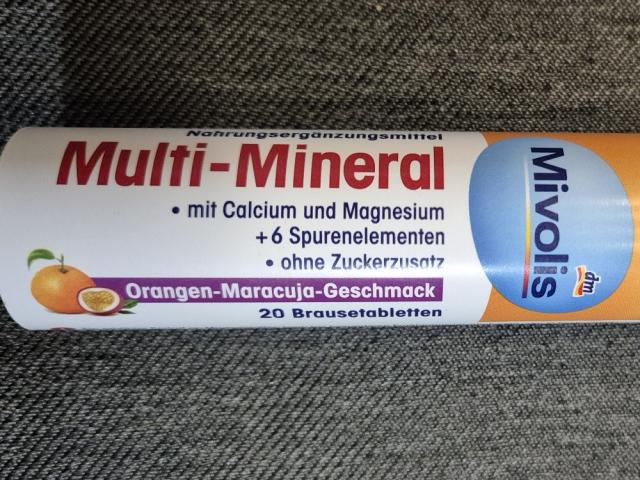 Nahrungsergänzungsmittel
Multi-Mineral
• mit Calcium und Magnesium
+ 6 Spurenelementen
• ohne Zuckerzusatz
Orangen-Maracuja-Geschmack
20 Brausetabletten
Mivolis
dm